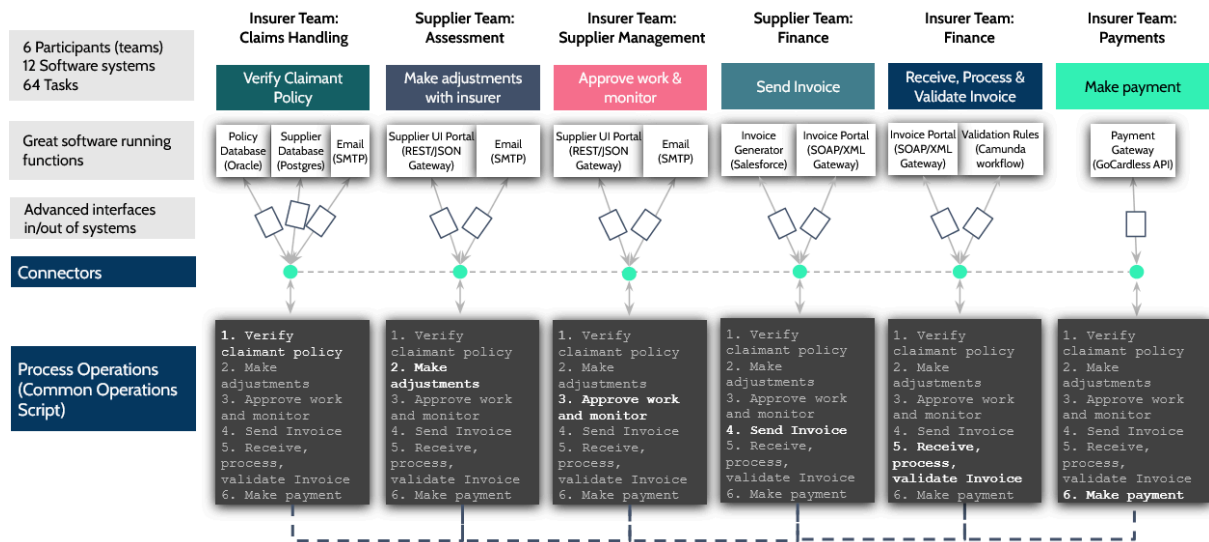 Insurer Team:
Claims Handling
Supplier Team:
Assessment
Insurer Team:
Supplier Management
Supplier Team:
Finance
Insurer Team:
Finance
Insurer Team:
Payments
6 Participants (teams)
12 Software systems
64 Tasks
Verify Claimant
Policy
Make adjustments
with insurer
Approve work &
monitor
Send Invoice
Receive, Process &
Validate Invoice
Make payment
Great software running
functions
Policy
Database
(Oracle)
Supplier
Database
(Postgres)
Email
(SMTP)
Supplier UI Portal
(REST/JSON
Gateway)
Email
(SMTP)
Supplier UI Portal
(REST/JSON
Gateway)
Email
(SMTP)
Invoice
Generator
(Salesforce)
Invoice Portal
(SOAP/XML
Gateway)
Invoice Portal
(SOAP/XML
Gateway)
Validation Rules
(Camunda
workflow)
Payment
Gateway
(GoCardless API)
Advanced interfaces
in/out of systems
Connectors
Process Operations
(Common Operations
Script)
1. Verify
claimant policy
2. Make
adjustments
3. Approve work
and monitor
4. Send Invoice
5. Receive,
process,
validate Invoice
6. Make payment
1. Verify
claimant policy
2. Make
adjustments
3. Approve work
and monitor
4. Send Invoice
5. Receive,
process,
validate Invoice
6. Make payment
1. Verify
claimant policy
2. Make
adjustments
3. Approve work
and monitor
4. Send Invoice
5. Receive,
process,
validate Invoice
6. Make payment
1. Verify
claimant policy
2. Make
adjustments
3. Approve work
and monitor
4. Send Invoice
5. Receive,
process,
validate Invoice
6. Make payment
1. Verify
claimant policy
2. Make
adjustments
3. Approve work
and monitor
4. Send Invoice
5. Receive,
process,
validate Invoice
6. Make payment
1. Verify
claimant policy
2. Make
adjustments
3. Approve work
and monitor
4. Send Invoice
5. Receive,
process,
validate Invoice
6. Make payment